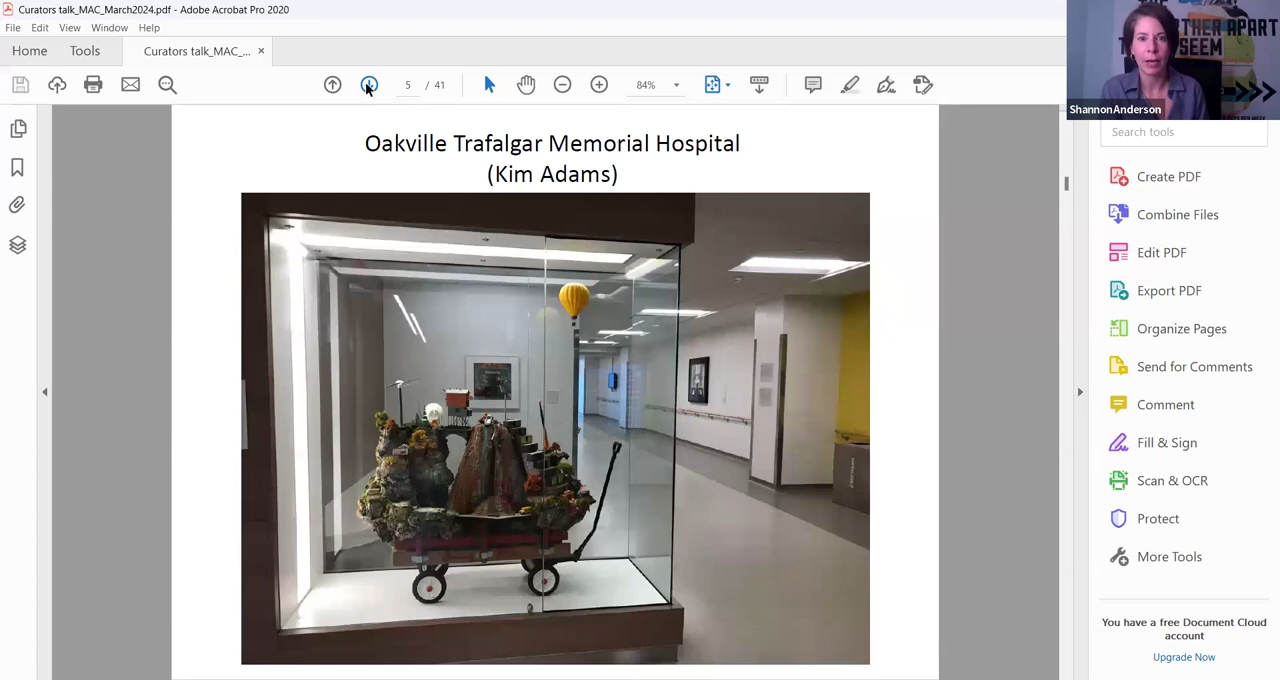 Curators talk_MAC_March2024.pdf - Adobe Acrobat Pro 2020
File Edit View Window Help
Home Tools Curators talk_MAC_... ×
5 / 41 84%
Shannon Anderson
Oakville Trafalgar Memorial Hospital
(Kim Adams)
Search tools
Create PDF
Combine Files
Edit PDF
Export PDF
Organize Pages
Send for Comments
Comment
Fill & Sign
Scan & OCR
Protect
More Tools
You have a free Document Cloud
account
Upgrade Now